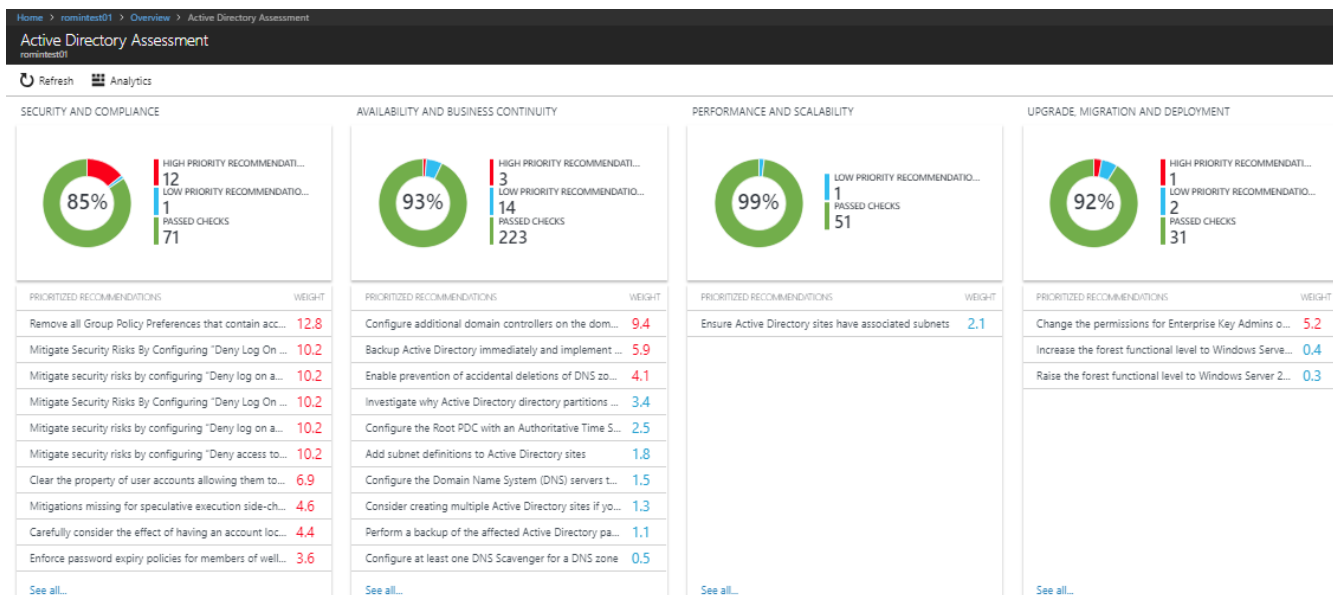 Home > romintest01 > Overview > Active Directory Assessment
Active Directory Assessment
romintest01
Refresh Analytics
SECURITY AND COMPLIANCE
85%
HIGH PRIORITY RECOMMENDATI...
12
LOW PRIORITY RECOMMENDATIO...
1
PASSED CHECKS
71
PRIORITIZED RECOMMENDATIONS WEIGHT
Remove all Group Policy Preferences that contain acc... 12.8
Mitigate Security Risks By Configuring "Deny Log On ... 10.2
Mitigate security risks by configuring "Deny log on a... 10.2
Mitigate Security Risks By Configuring "Deny Log On ... 10.2
Mitigate security risks by configuring "Deny log on a... 10.2
Mitigate security risks by configuring "Deny access to... 10.2
Clear the property of user accounts allowing them to... 6.9
Mitigations missing for speculative execution side-ch... 4.6
Carefully consider the effect of having an account loc... 4.4
Enforce password expiry policies for members of well... 3.6
See all...
AVAILABILITY AND BUSINESS CONTINUITY
93%
HIGH PRIORITY RECOMMENDATI...
3
LOW PRIORITY RECOMMENDATIO...
14
PASSED CHECKS
223
PRIORITIZED RECOMMENDATIONS WEIGHT
Configure additional domain controllers on the dom... 9.4
Backup Active Directory immediately and implement ... 5.9
Enable prevention of accidental deletions of DNS zo... 4.1
Investigate why Active Directory directory partitions ... 3.4
Configure the Root PDC with an Authoritative Time S... 2.5
Add subnet definitions to Active Directory sites 1.8
Configure the Domain Name System (DNS) servers t... 1.5
Consider creating multiple Active Directory sites if yo... 1.3
Perform a backup of the affected Active Directory pa... 1.1
Configure at least one DNS Scavenger for a DNS zone 0.5
See all...
PERFORMANCE AND SCALABILITY
99%
LOW PRIORITY RECOMMENDATIO...
1
PASSED CHECKS
51
PRIORITIZED RECOMMENDATIONS WEIGHT
Ensure Active Directory sites have associated subnets 2.1
See all...
UPGRADE, MIGRATION AND DEPLOYMENT
92%
HIGH PRIORITY RECOMMENDATI...
1
LOW PRIORITY RECOMMENDATIO...
2
PASSED CHECKS
31
PRIORITIZED RECOMMENDATIONS WEIGHT
Change the permissions for Enterprise Key Admins o... 5.2
Increase the forest functional level to Windows Serve... 0.4
Raise the forest functional level to Windows Server 2... 0.3
See all...